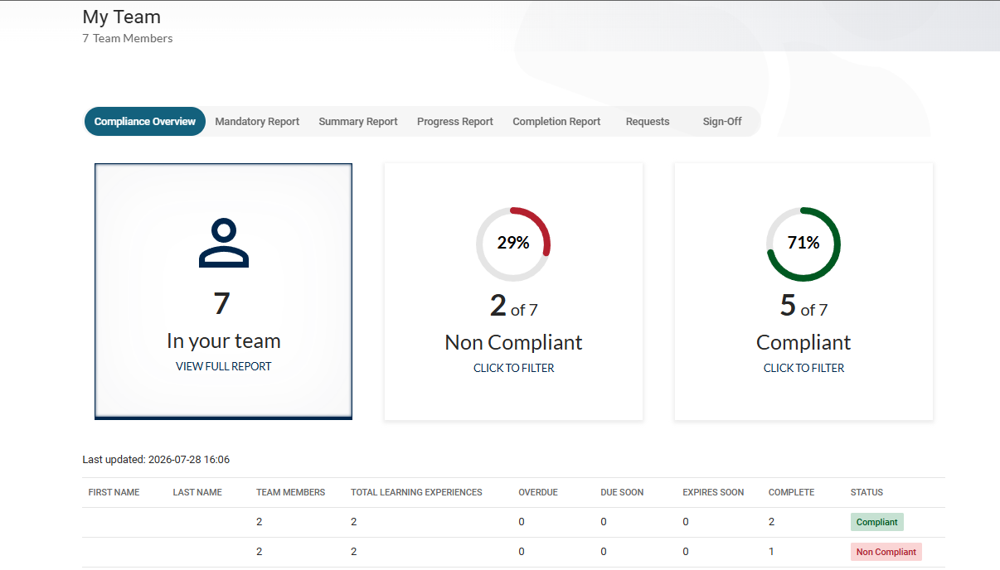 My Team
7 Team Members
Compliance Overview Mandatory Report Summary Report Progress Report Completion Report Requests Sign-Off
7
In your team
VIEW FULL REPORT
29%
2 of 7
Non Compliant
CLICK TO FILTER
71%
5 of 7
Compliant
CLICK TO FILTER
Last updated: 2026-07-28 16:06
FIRST NAME LAST NAME TEAM MEMBERS TOTAL LEARNING EXPERIENCES OVERDUE DUE SOON EXPIRES SOON COMPLETE STATUS
2 2 0 0 0 2 Compliant
2 2 0 0 0 1 Non Compliant